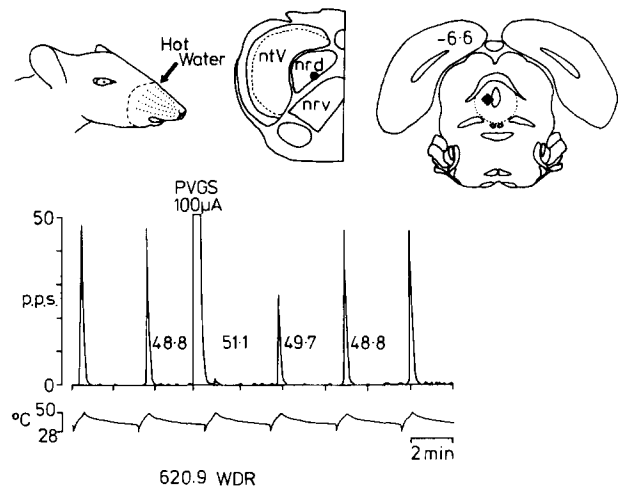 Hot
Water
ntV
nrd
nrv
-6·6
PVGS
100µA
50
p.p.s.
0
48·8
51·1
49·7
48·8
°C
50
28
2 min
620.9 WDR